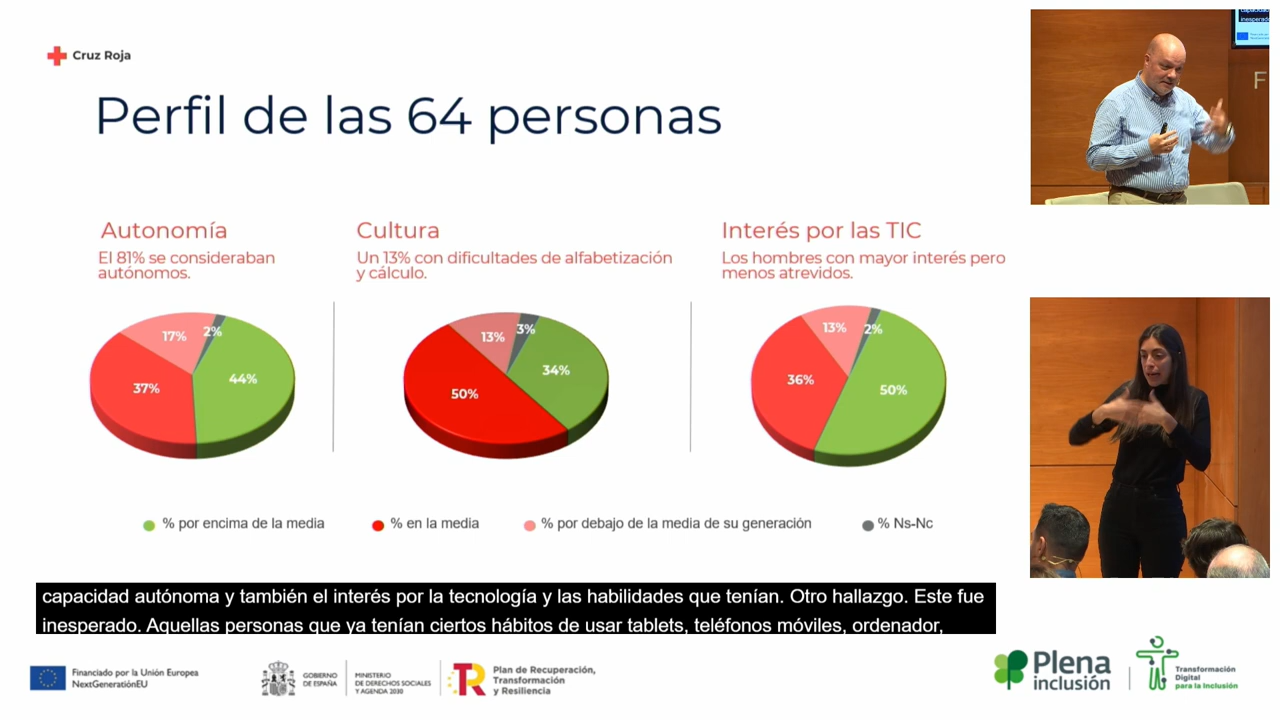 Cruz Roja
Perfil de las 64 personas
Autonomía
El 81% se consideraban
autónomos.
17%
2%
37%
44%
Cultura
Un 13% con dificultades de alfabetización
y cálculo.
13%
3%
50%
34%
Interés por las TIC
Los hombres con mayor interés pero
menos atrevidos.
13%
2%
36%
50%
% por encima de la media
% en la media
% por debajo de la media de su generación
% Ns-Nc
capacidad autónoma y también el interés por la tecnología y las habilidades que tenían. Otro hallazgo. Este fue
inesperado. Aquellas personas que ya tenían ciertos hábitos de usar tablets, teléfonos móviles, ordenador,
Financiado por la Unión Europea
NextGenerationEU
GOBIERNO
DE ESPAÑA
MINISTERIO
DE DERECHOS SOCIALES
Y AGENDA 2030
Plan de Recuperación,
Transformación
y Resiliencia
Plena
inclusión
Transformación
Digital
para la Inclusión
F